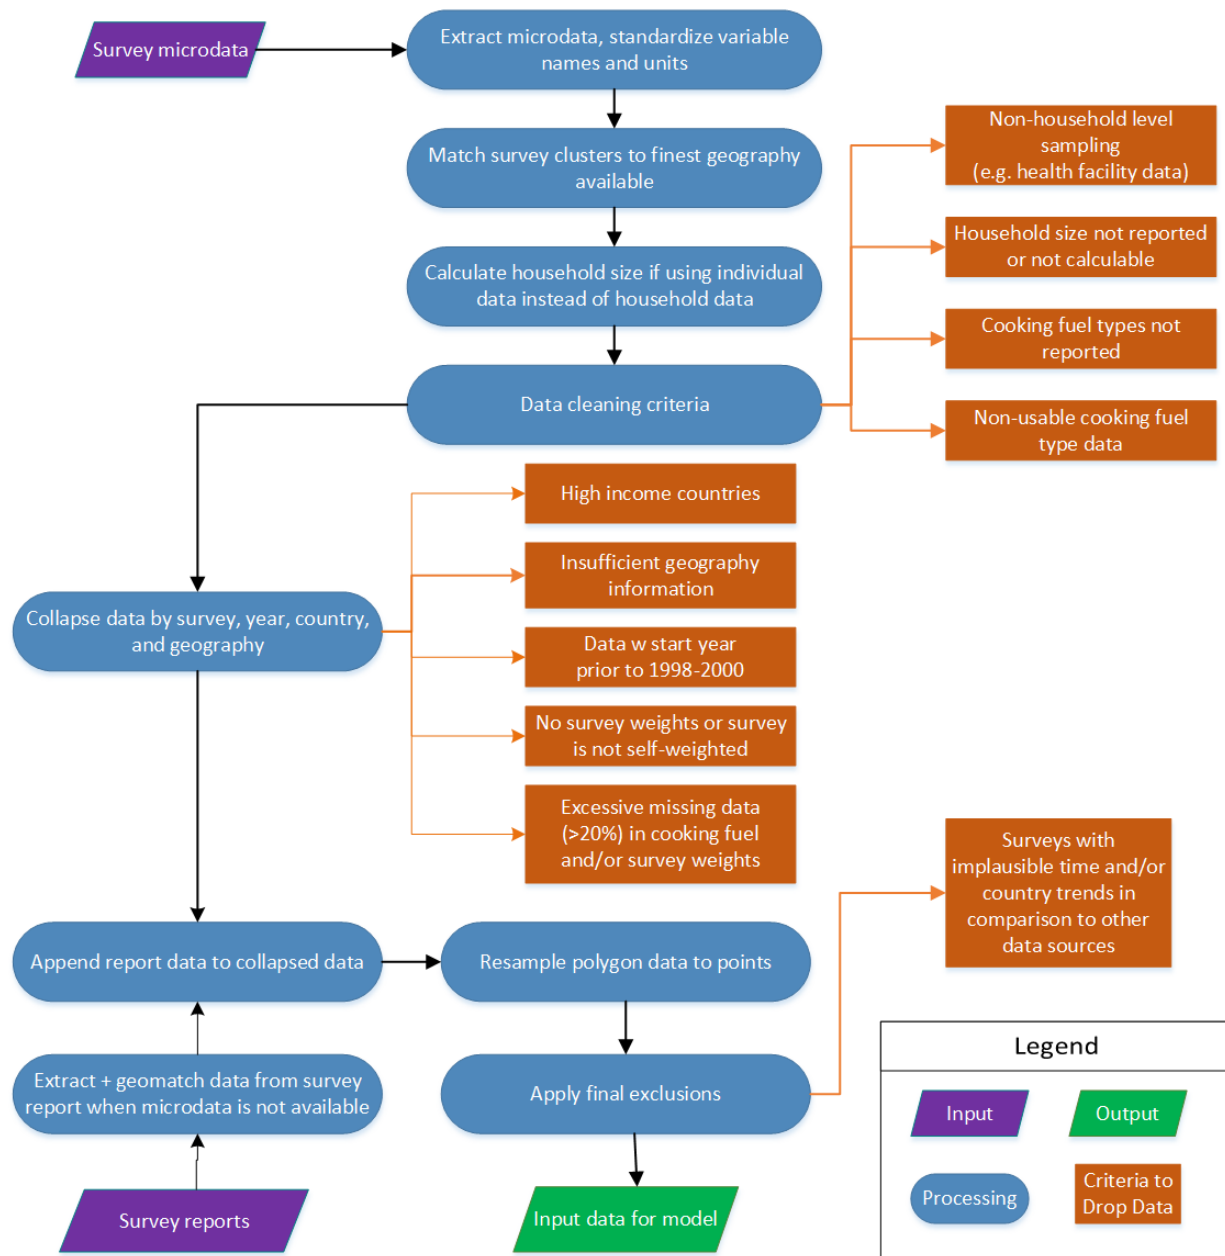 Survey microdata
Extract microdata, standardize variable
names and units
Match survey clusters to finest geography
available
Calculate household size if using individual
data instead of household data
Data cleaning criteria
Non-household level
sampling
(e.g. health facility data)
Household size not reported
or not calculable
Cooking fuel types not
reported
Non-usable cooking fuel
type data
Collapse data by survey, year, country,
and geography
High income countries
Insufficient geography
information
Data w start year
prior to 1998-2000
No survey weights or survey
is not self-weighted
Excessive missing data
(>20%) in cooking fuel
and/or survey weights
Append report data to collapsed data
Resample polygon data to points
Surveys with
implausible time and/or
country trends in
comparison to other
data sources
Extract + geomatch data from survey
report when microdata is not available
Apply final exclusions
Survey reports
Input data for model
Legend
Input
Output
Processing
Criteria to
Drop Data